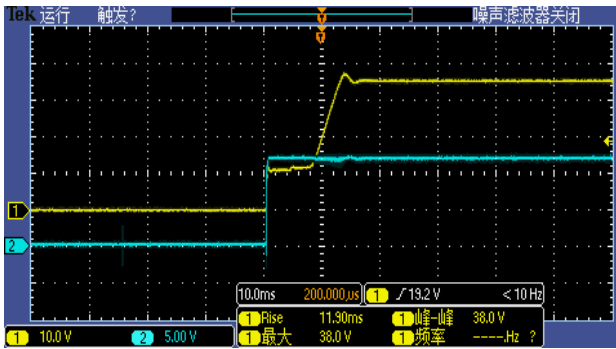 Tek 运行 触发? 噪声滤波器关闭
T
T
1
2
10.0ms 200.000µs 1 ∫19.2 V < 10 Hz
1 Rise 11.90ms 1 峰–峰 38.0 V
1 10.0 V 2 5.00 V 1 最大 38.0 V 1 频率 ----.Hz ?